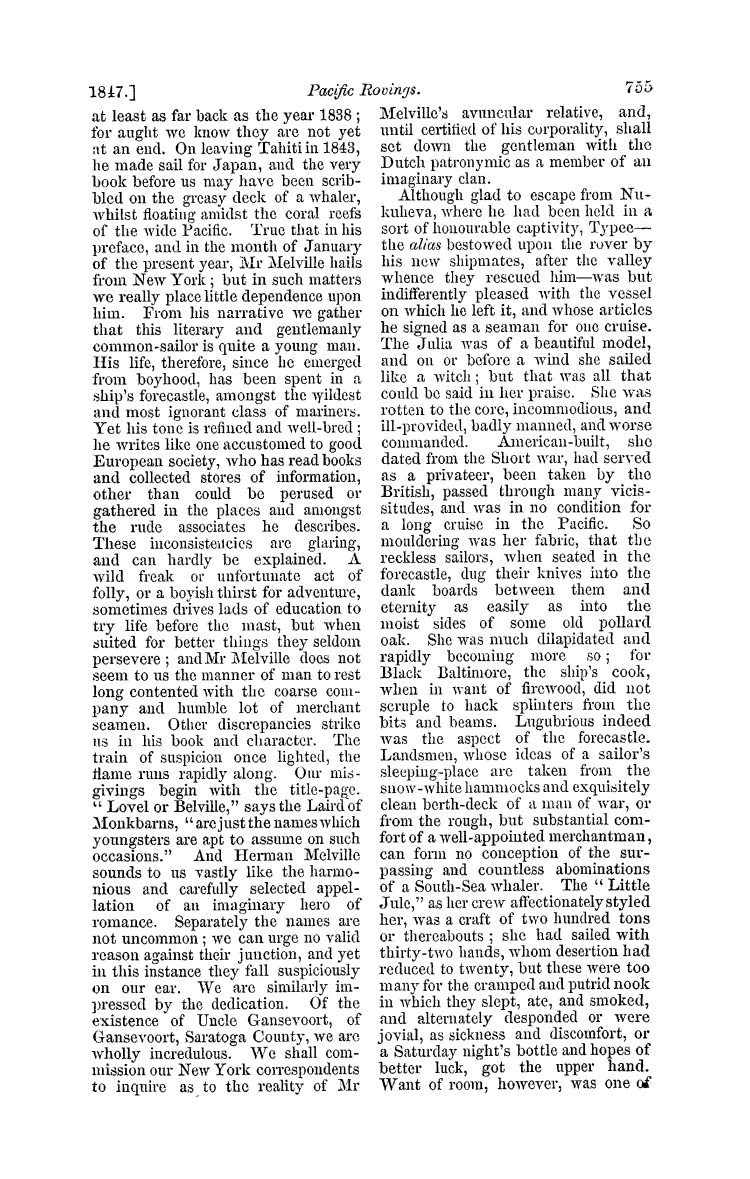 1847.] Pacific Rovings. 755
at least as far back as the year 1838 ;
for aught we know they are not yet
at an end. On leaving Tahiti in 1843,
he made sail for Japan, and the very
book before us may have been scrib-
bled on the greasy deck of a whaler,
whilst floating amidst the coral reefs
of the wide Pacific. True that in his
preface, and in the month of January
of the present year, Mr Melville hails
from New York ; but in such matters
we really place little dependence upon
him. From his narrative we gather
that this literary and gentlemanly
common-sailor is quite a young man.
His life, therefore, since he emerged
from boyhood, has been spent in a
ship's forecastle, amongst the wildest
and most ignorant class of mariners.
Yet his tone is refined and well-bred ;
he writes like one accustomed to good
European society, who has read books
and collected stores of information,
other than could be perused or
gathered in the places and amongst
the rude associates he describes.
These inconsistencies are glaring,
and can hardly be explained. A
wild freak or unfortunate act of
folly, or a boyish thirst for adventure,
sometimes drives lads of education to
try life before the mast, but when
suited for better things they seldom
persevere ; and Mr Melville does not
seem to us the manner of man to rest
long contented with the coarse com-
pany and humble lot of merchant
seamen. Other discrepancies strike
us in his book and character. The
train of suspicion once lighted, the
flame runs rapidly along. Our mis-
givings begin with the title-page.
" Lovel or Belville," says the Laird of
Monkbarns, "are just the names which
youngsters are apt to assume on such
occasions." And Herman Melville
sounds to us vastly like the harmo-
nious and carefully selected appel-
lation of an imaginary hero of
romance. Separately the names are
not uncommon ; we can urge no valid
reason against their junction, and yet
in this instance they fall suspiciously
on our ear. We are similarly im-
pressed by the dedication. Of the
existence of Uncle Gansevoort, of
Gansevoort, Saratoga County, we are
wholly incredulous. We shall com-
mission our New York correspondents
to inquire as to the reality of Mr
Melville's avuncular relative, and,
until certified of his corporality, shall
set down the gentleman with the
Dutch patronymic as a member of an
imaginary clan.
Although glad to escape from Nu-
kuheva, where he had been held in a
sort of honourable captivity, Typee—
the alias bestowed upon the rover by
his new shipmates, after the valley
whence they rescued him—was but
indifferently pleased with the vessel
on which he left it, and whose articles
he signed as a seaman for one cruise.
The Julia was of a beautiful model,
and on or before a wind she sailed
like a witch ; but that was all that
could be said in her praise. She was
rotten to the core, incommodious, and
ill-provided, badly manned, and worse
commanded. American-built, she
dated from the Short war, had served
as a privateer, been taken by the
British, passed through many vicis-
situdes, and was in no condition for
a long cruise in the Pacific. So
mouldering was her fabric, that the
reckless sailors, when seated in the
forecastle, dug their knives into the
dank boards between them and
eternity as easily as into the
moist sides of some old pollard
oak. She was much dilapidated and
rapidly becoming more so ; for
Black Baltimore, the ship's cook,
when in want of firewood, did not
scruple to hack splinters from the
bits and beams. Lugubrious indeed
was the aspect of the forecastle.
Landsmen, whose ideas of a sailor's
sleeping-place are taken from the
snow-white hammocks and exquisitely
clean berth-deck of a man of war, or
from the rough, but substantial com-
fort of a well-appointed merchantman,
can form no conception of the sur-
passing and countless abominations
of a South-Sea whaler. The " Little
Jule," as her crew affectionately styled
her, was a craft of two hundred tons
or thereabouts ; she had sailed with
thirty-two hands, whom desertion had
reduced to twenty, but these were too
many for the cramped and putrid nook
in which they slept, ate, and smoked,
and alternately desponded or were
jovial, as sickness and discomfort, or
a Saturday night's bottle and hopes of
better luck, got the upper hand.
Want of room, however, was one of